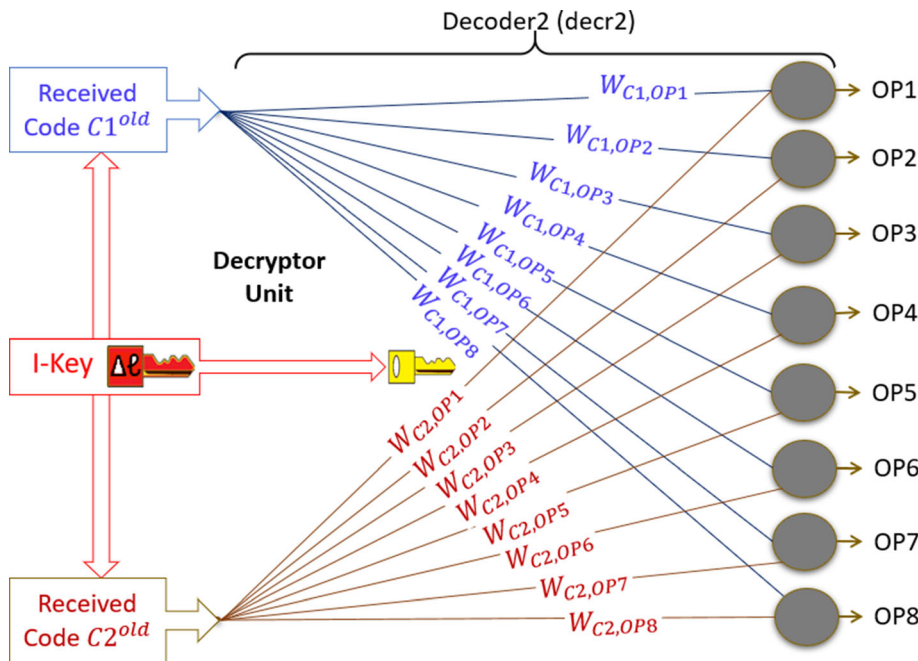 Decoder2 (decr2)
Received
Code C1^old
W_C1,OP1
W_C1,OP2
W_C1,OP3
W_C1,OP4
W_C1,OP5
W_C1,OP6
W_C1,OP7
W_C1,OP8
Decryptor
Unit
I-Key
Δℓ
W_C2,OP1
W_C2,OP2
W_C2,OP3
W_C2,OP4
W_C2,OP5
W_C2,OP6
W_C2,OP7
W_C2,OP8
Received
Code C2^old
OP1
OP2
OP3
OP4
OP5
OP6
OP7
OP8